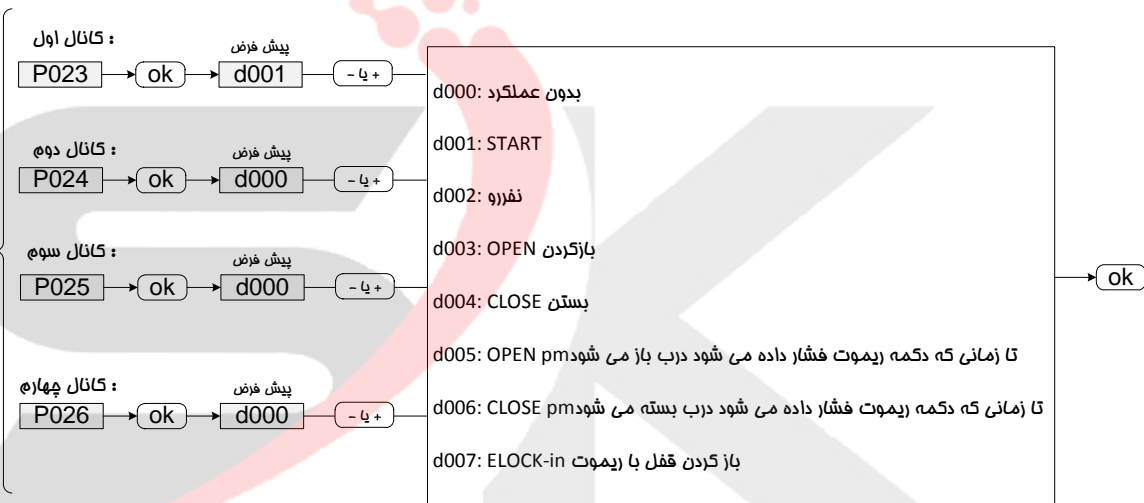 کانال اول :
پیش فرض
P023 ok d001 + یا -
کانال دوم :
پیش فرض
P024 ok d000 + یا -
کانال سوم :
پیش فرض
P025 ok d000 + یا -
کانال چهارم :
پیش فرض
P026 ok d000 + یا -
d000: بدون عملکرد
d001: START
d002: نفررو
d003: OPEN بازکردن
d004: CLOSE بستن
d005: OPEN pm تا زمانی که دکمه ریموت فشار داده می شود درب باز می شود
d006: CLOSE pm تا زمانی که دکمه ریموت فشار داده می شود درب بسته می شود
d007: ELOCK-in باز کردن قفل با ریموت
ok
SK